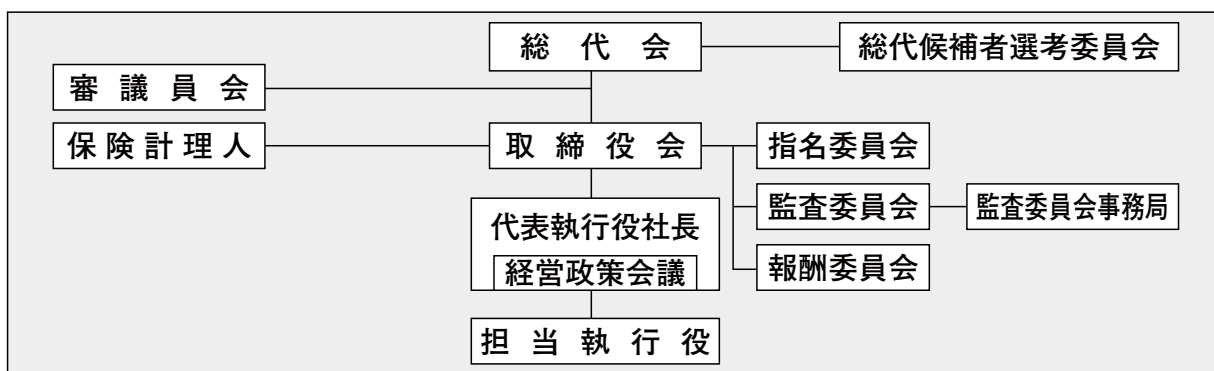 総代会
総代候補者選考委員会
審議員会
保険計理人
取締役会
指名委員会
監査委員会
監査委員会事務局
代表執行役社長
経営政策会議
報酬委員会
担当執行役